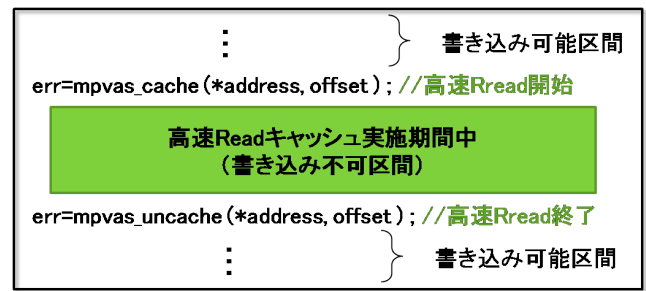 ⋮ 書き込み可能区間
err=mpvas_cache(*address,offset); //高速Rread開始
高速Readキャッシュ実施期間中
(書き込み不可区間)
err=mpvas_uncache(*address,offset); //高速Rread終了
⋮ 書き込み可能区間